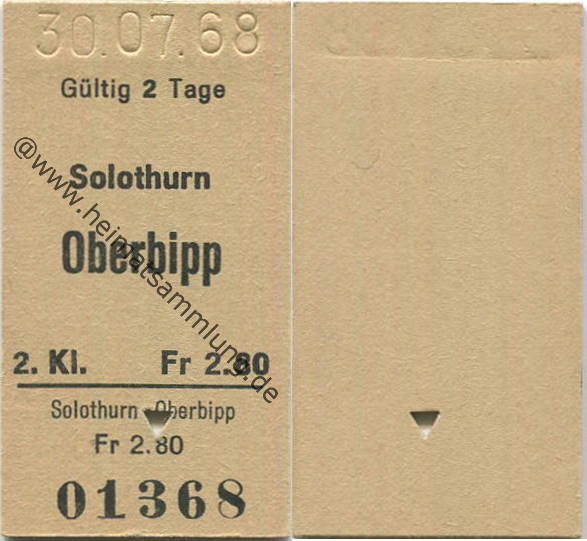 30.07.68
Gültig 2 Tage
Solothurn
Oberbipp
2. Kl. Fr 2.80
Solothurn Oberbipp
Fr 2.80
01368
@www.heimatsammlung.de